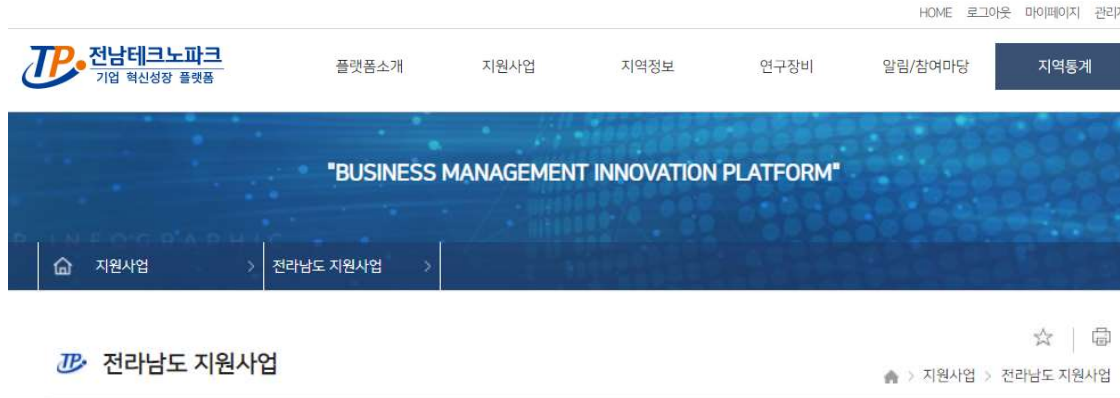 HOME 로그아웃 마이페이지
TP 전남테크노파크
기업 혁신성장 플랫폼
플랫폼소개 지원사업 지역정보 연구장비 알림/참여마당 지역통계
"BUSINESS MANAGEMENT INNOVATION PLATFORM"
지원사업 > 전라남도 지원사업 >
TP 전라남도 지원사업
> 지원사업 > 전라남도 지원사업